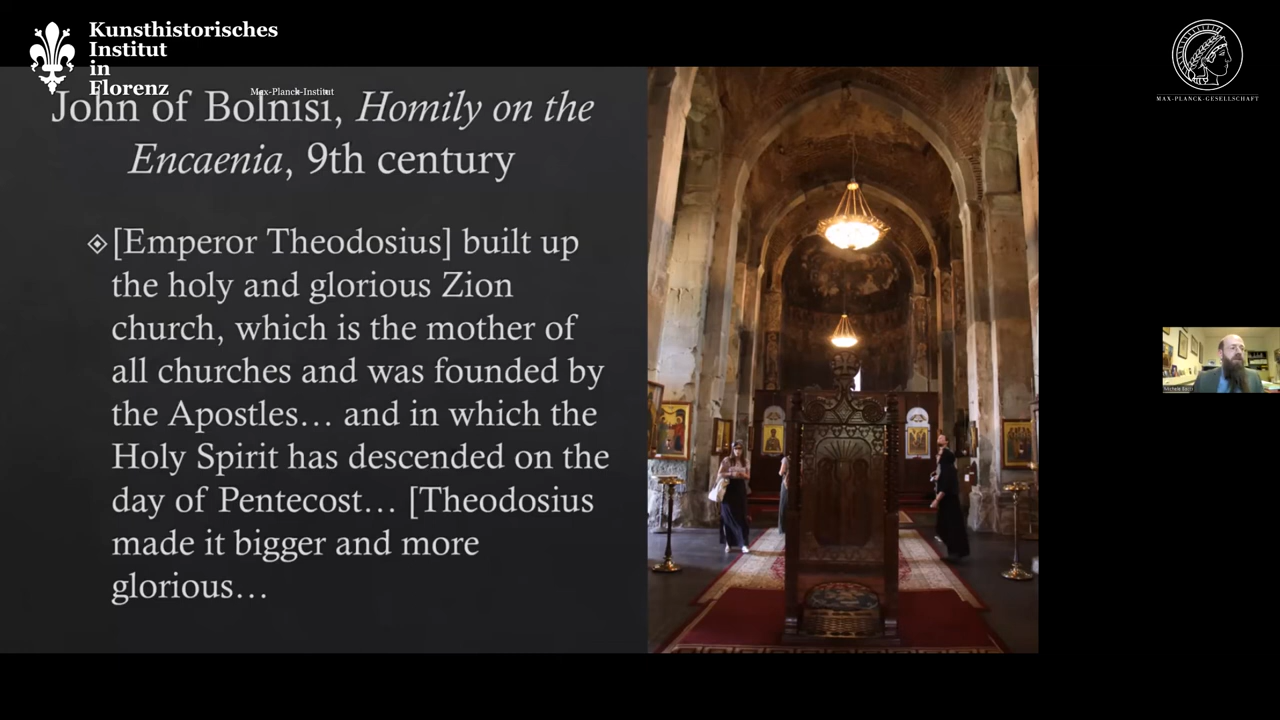 Kunsthistorisches
Institut
in
Florenz
Max-Planck-Institut
MAX-PLANCK-GESELLSCHAFT
John of Bolnisi, Homily on the
Encaenia, 9th century
[Emperor Theodosius] built up
the holy and glorious Zion
church, which is the mother of
all churches and was founded by
the Apostles… and in which the
Holy Spirit has descended on the
day of Pentecost… [Theodosius
made it bigger and more
glorious…